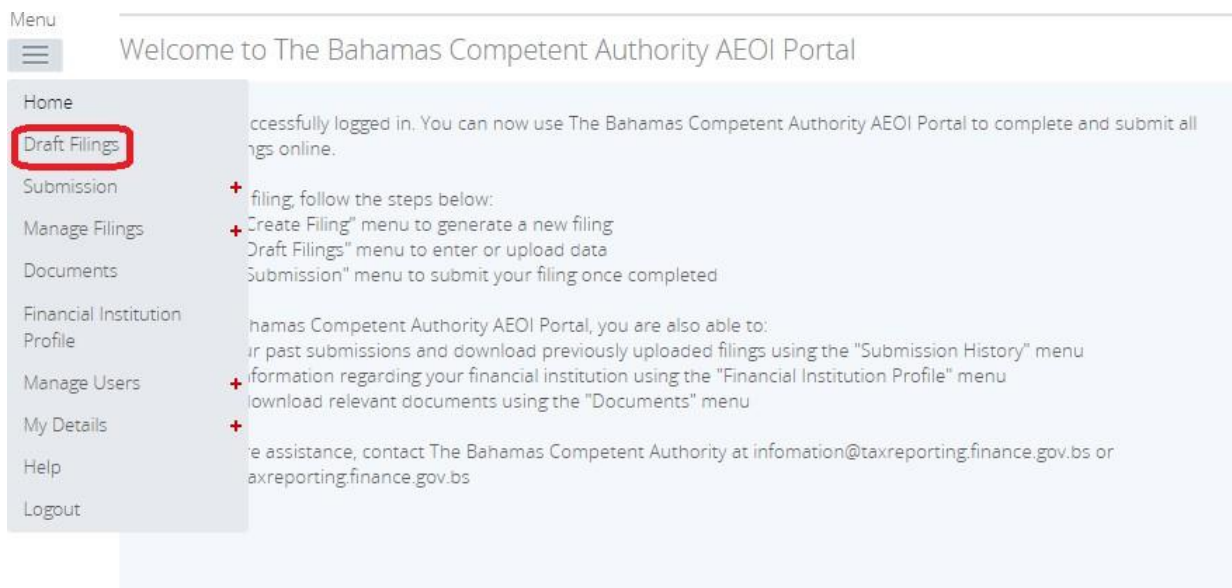 Menu
Welcome to The Bahamas Competent Authority AEOI Portal
Home
Draft Filings
Submission
Manage Filings
Documents
Financial Institution
Profile
Manage Users
My Details
Help
Logout
successfully logged in. You can now use The Bahamas Competent Authority AEOI Portal to complete and submit all
online.
filing, follow the steps below:
"Create Filing" menu to generate a new filing
"Draft Filings" menu to enter or upload data
"Submission" menu to submit your filing once completed
Competent Authority AEOI Portal, you are also able to:
past submissions and download previously uploaded filings using the "Submission History" menu
information regarding your financial institution using the "Financial Institution Profile" menu
download relevant documents using the "Documents" menu
assistance, contact The Bahamas Competent Authority at infomation@taxreporting.finance.gov.bs or
axreporting.finance.gov.bs